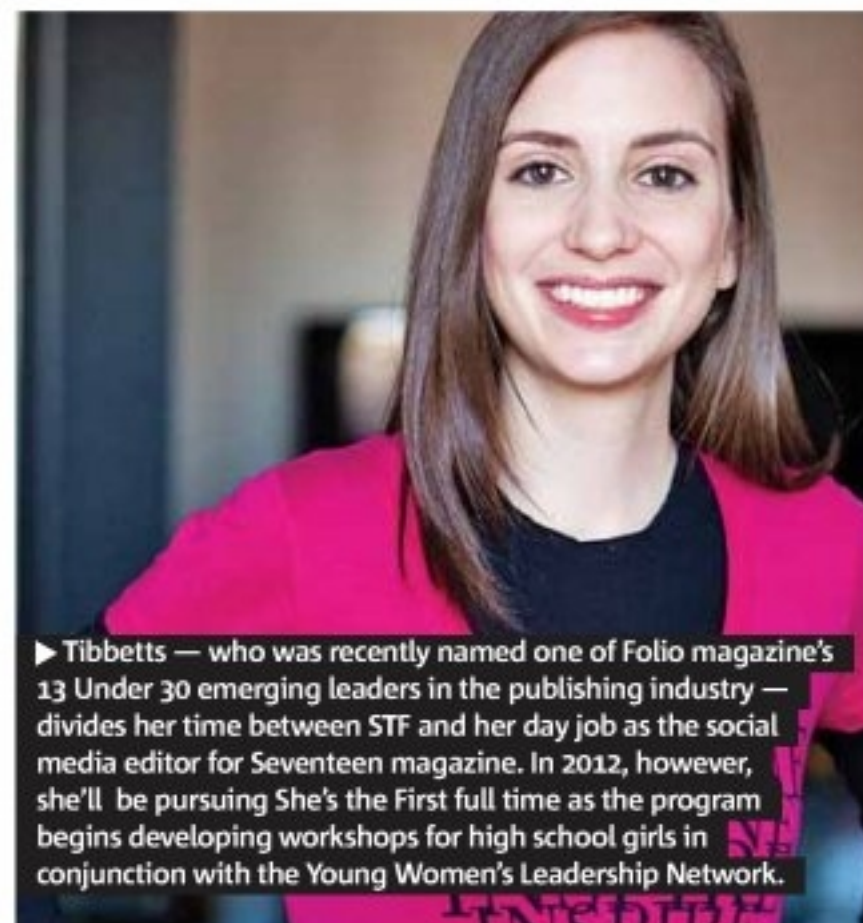 ▶ Tibbetts — who was recently named one of Folio magazine's
13 Under 30 emerging leaders in the publishing industry —
divides her time between STF and her day job as the social
media editor for Seventeen magazine. In 2012, however,
she'll be pursuing She's the First full time as the program
begins developing workshops for high school girls in
conjunction with the Young Women's Leadership Network.